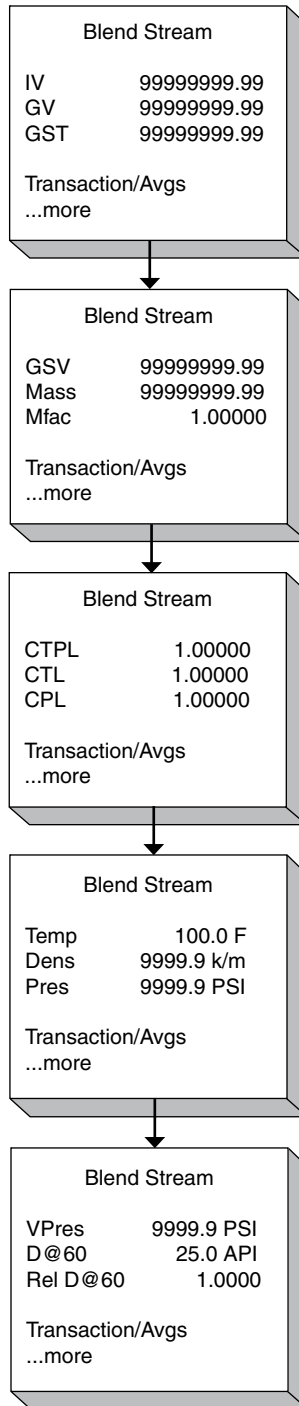 Blend Stream
IV 99999999.99
GV 99999999.99
GST 99999999.99
Transaction/Avgs
...more
Blend Stream
GSV 99999999.99
Mass 99999999.99
Mfac 1.00000
Transaction/Avgs
...more
Blend Stream
CTPL 1.00000
CTL 1.00000
CPL 1.00000
Transaction/Avgs
...more
Blend Stream
Temp 100.0 F
Dens 9999.9 k/m
Pres 9999.9 PSI
Transaction/Avgs
...more
Blend Stream
VPres 9999.9 PSI
D@60 25.0 API
Rel D@60 1.0000
Transaction/Avgs
...more